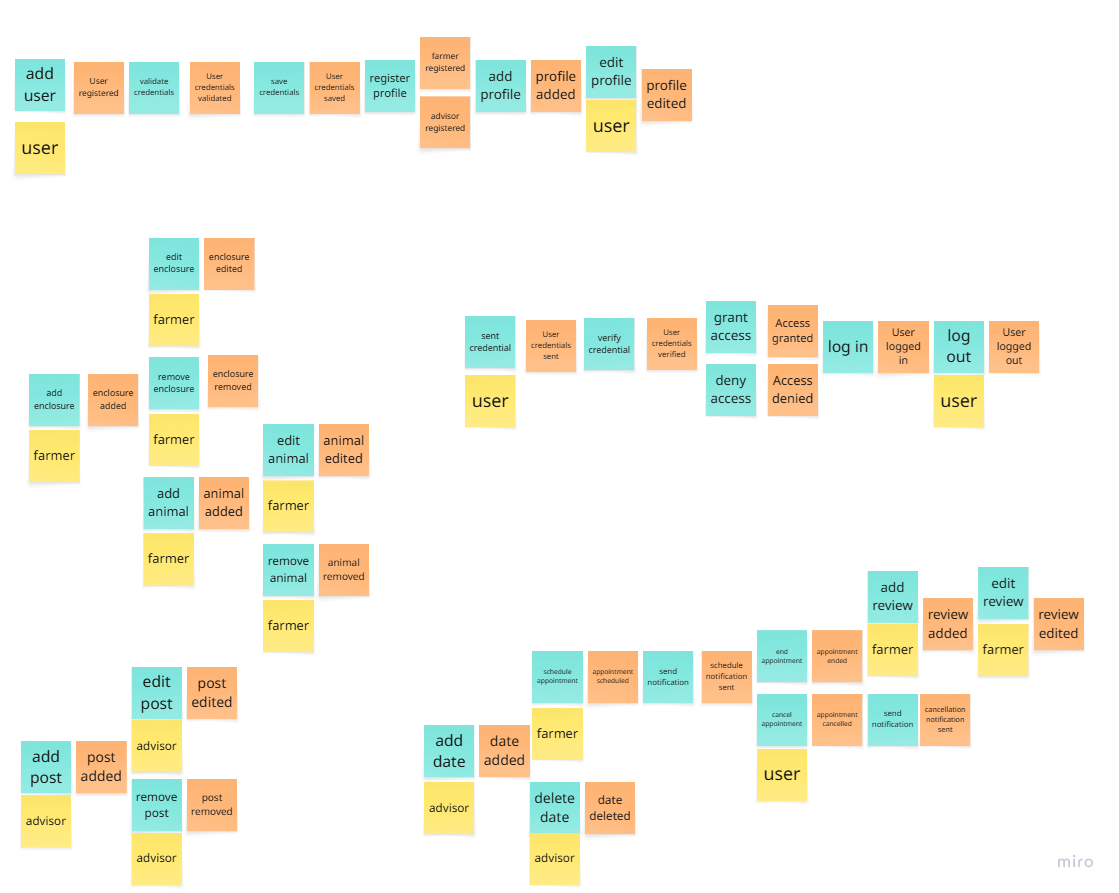 add
user
user
User
registered
validate
credentials
User
credentials
validated
save
credentials
User
credentials
saved
register
profile
farmer
registered
advisor
registered
add
profile
profile
added
edit
profile
user
profile
edited
edit
enclosure
farmer
enclosure
edited
add
enclosure
farmer
enclosure
added
remove
enclosure
farmer
enclosure
removed
add
animal
farmer
animal
added
edit
animal
farmer
animal
edited
remove
animal
farmer
animal
removed
sent
credential
user
User
credentials
sent
verify
credential
User
credentials
verified
grant
access
Access
granted
deny
access
Access
denied
log in
User
logged
in
log
out
user
User
logged
out
add
post
advisor
post
added
edit
post
advisor
post
edited
remove
post
advisor
post
removed
add
date
advisor
date
added
schedule
appointment
farmer
appointment
scheduled
send
notification
schedule
notification
sent
delete
date
advisor
date
deleted
end
appointment
appointment
ended
add
review
farmer
review
added
edit
review
farmer
review
edited
cancel
appointment
user
appointment
cancelled
send
notification
cancellation
notification
sent
miro